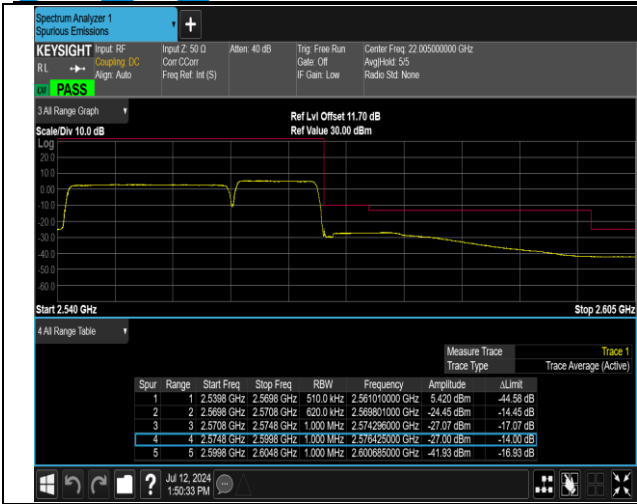 Spectrum Analyzer 1
Spurious Emissions
KEYSIGHT Input: RF Input Z: 50 Ω Atten: 40 dB Trig: Free Run Center Freq: 22.005000000 GHz
RL Coupling: DC Corr CCorr Gate: Off Avg|Hold: 5/5
Align: Auto Freq Ref: Int (S) IF Gain: Low Radio Std: None
PASS
3 All Range Graph
Ref Lvl Offset 11.70 dB
Scale/Div 10.0 dB Ref Value 30.00 dBm
Log
20.0
10.0
0.00
-10.0
-20.0
-30.0
-40.0
-50.0
-60.0
Start 2.540 GHz Stop 2.605 GHz
4 All Range Table
Measure Trace Trace 1
Trace Type Trace Average (Active)
Spur Range Start Freq Stop Freq RBW Frequency Amplitude ΔLimit
1 1 2.5398 GHz 2.5698 GHz 510.0 kHz 2.561010000 GHz 5.420 dBm -44.58 dB
2 2 2.5698 GHz 2.5708 GHz 620.0 kHz 2.569801000 GHz -24.45 dBm -14.45 dB
3 3 2.5708 GHz 2.5748 GHz 1.000 MHz 2.574296000 GHz -27.07 dBm -17.07 dB
4 4 2.5748 GHz 2.5998 GHz 1.000 MHz 2.576425000 GHz -27.00 dBm -14.00 dB
5 5 2.5998 GHz 2.6048 GHz 1.000 MHz 2.600685000 GHz -41.93 dBm -16.93 dB
Jul 12, 2024
1:50:33 PM